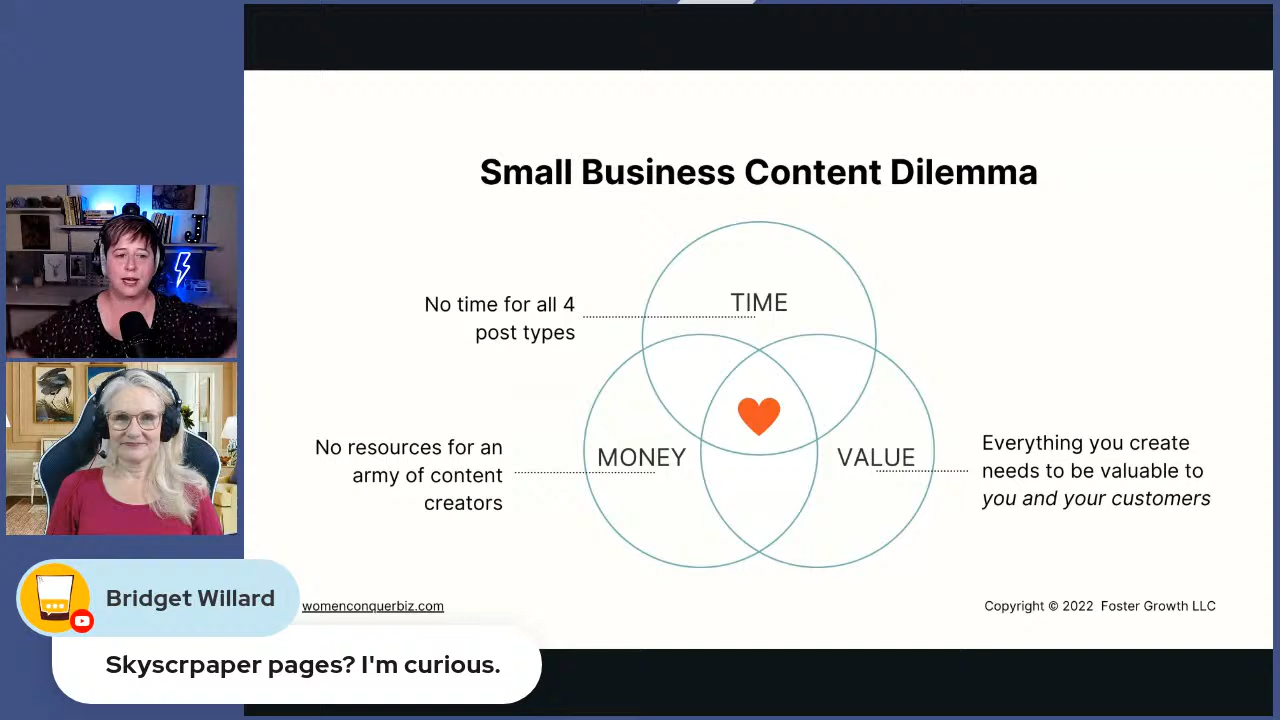 Small Business Content Dilemma
TIME
No time for all 4
post types
MONEY
No resources for an
army of content
creators
VALUE
Everything you create
needs to be valuable to
you and your customers
womenconquerbiz.com
Copyright © 2022 Foster Growth LLC
J
Bridget Willard
Skyscrpaper pages? I'm curious.